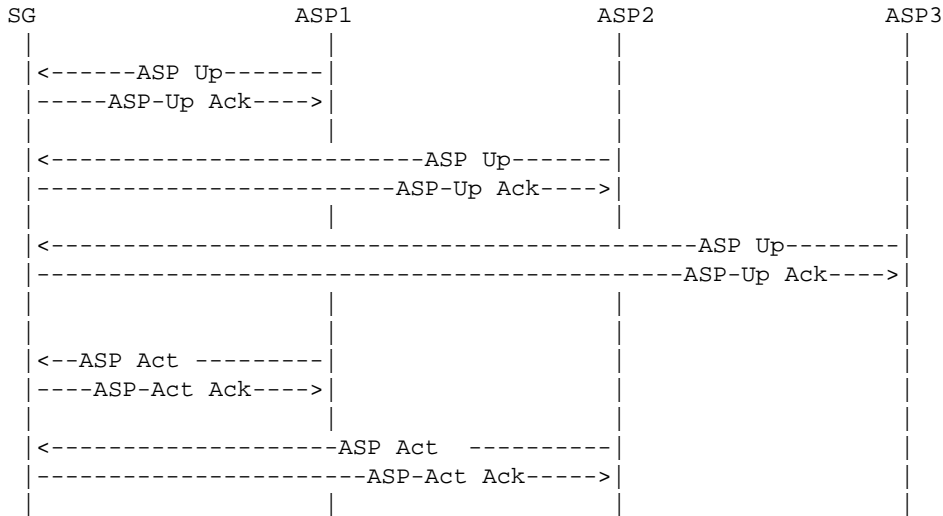 SG ASP1 ASP2 ASP3
<------ASP Up-------
-----ASP-Up Ack---->
<--------------------------ASP Up-------
-------------------------ASP-Up Ack---->
<---------------------------------------------ASP Up--------
---------------------------------------------ASP-Up Ack---->
<--ASP Act ---------
----ASP-Act Ack---->
<--------------------ASP Act ----------
-----------------------ASP-Act Ack----->